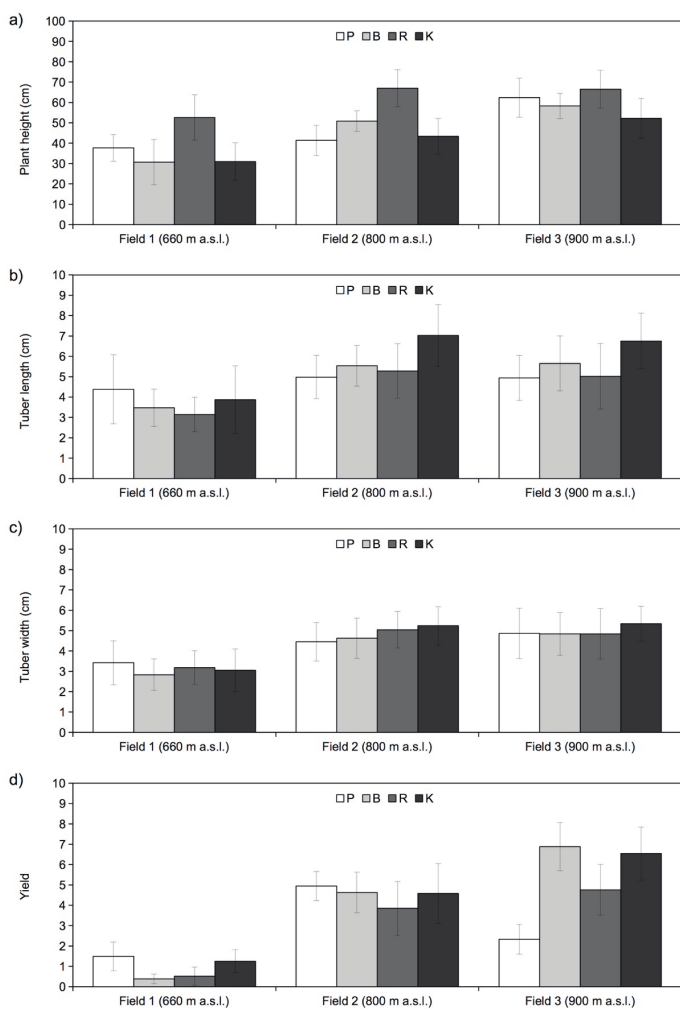 a)
Plant height (cm)
100
90
80
70
60
50
40
30
20
10
0
P B R K
Field 1 (660 m a.s.l.) Field 2 (800 m a.s.l.) Field 3 (900 m a.s.l.)
b)
Tuber length (cm)
10
9
8
7
6
5
4
3
2
1
0
P B R K
Field 1 (660 m a.s.l.) Field 2 (800 m a.s.l.) Field 3 (900 m a.s.l.)
c)
Tuber width (cm)
10
9
8
7
6
5
4
3
2
1
0
P B R K
Field 1 (660 m a.s.l.) Field 2 (800 m a.s.l.) Field 3 (900 m a.s.l.)
d)
Yield
10
9
8
7
6
5
4
3
2
1
0
P B R K
Field 1 (660 m a.s.l.) Field 2 (800 m a.s.l.) Field 3 (900 m a.s.l.)